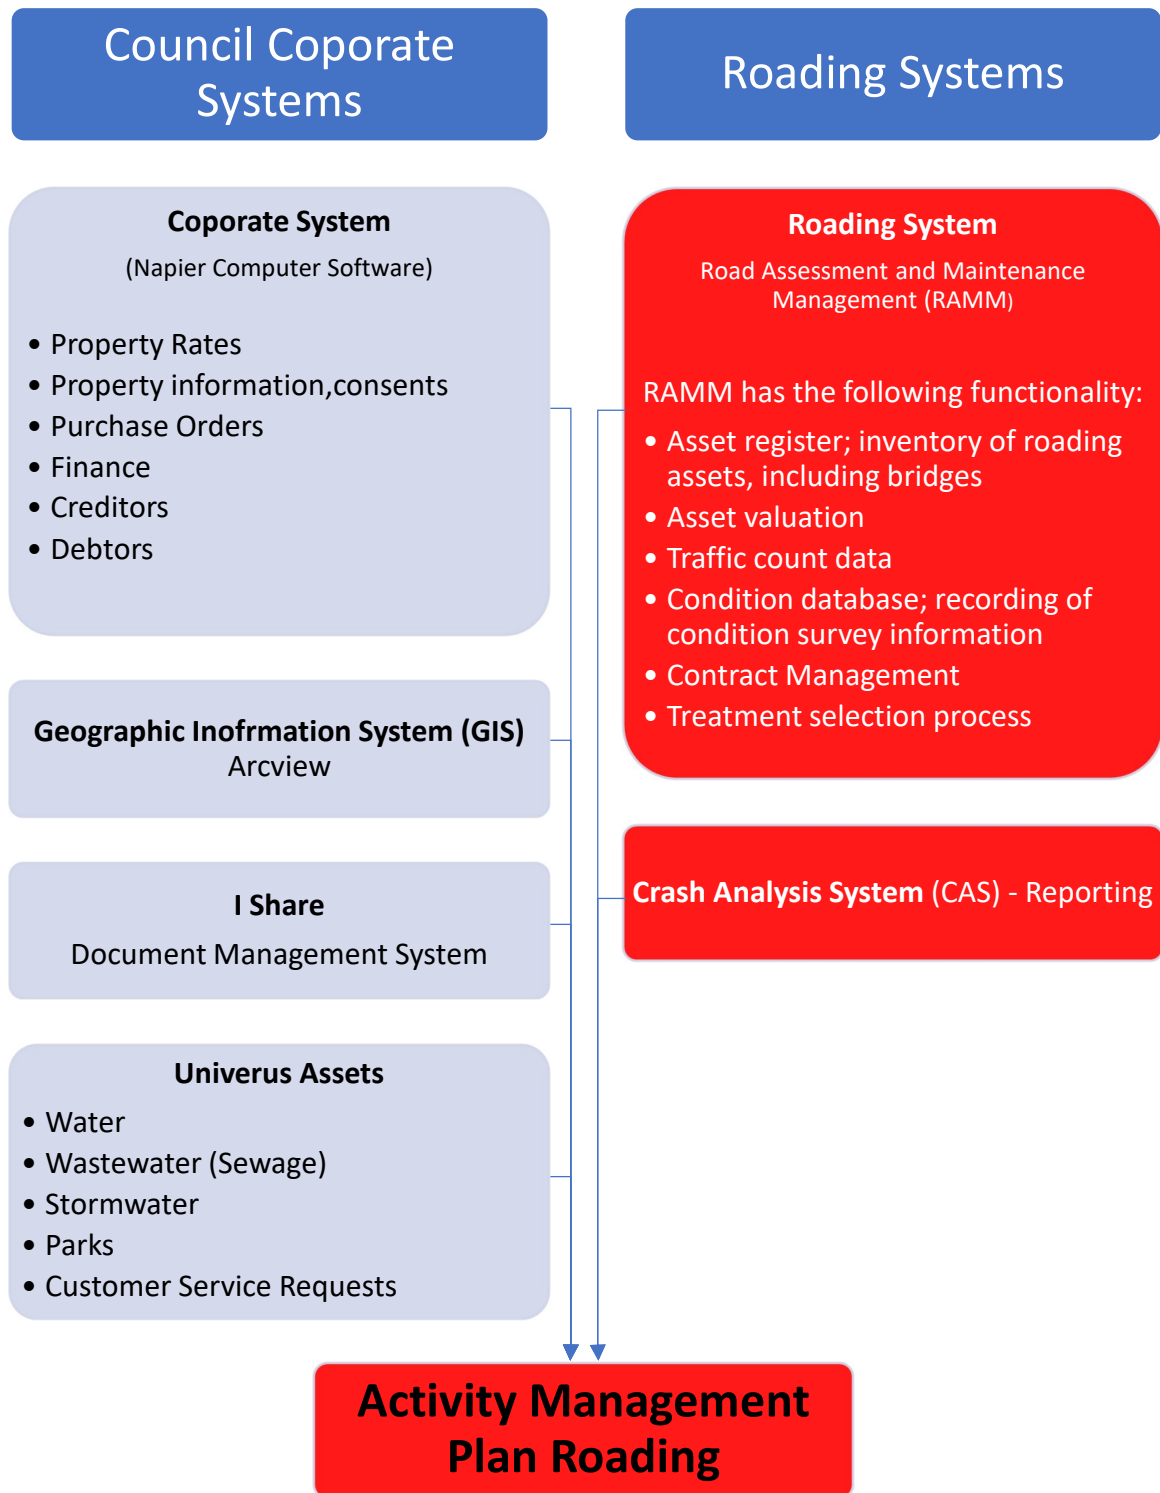 Council Coporate
Systems
Coporate System
(Napier Computer Software)
• Property Rates
• Property information,consents
• Purchase Orders
• Finance
• Creditors
• Debtors
Geographic Inofrmation System (GIS)
Arcview
I Share
Document Management System
Univerus Assets
• Water
• Wastewater (Sewage)
• Stormwater
• Parks
• Customer Service Requests
Roading Systems
Roading System
Road Assessment and Maintenance
Management (RAMM)
RAMM has the following functionality:
• Asset register; inventory of roading
assets, including bridges
• Asset valuation
• Traffic count data
• Condition database; recording of
condition survey information
• Contract Management
• Treatment selection process
Crash Analysis System (CAS) - Reporting
Activity Management
Plan Roading